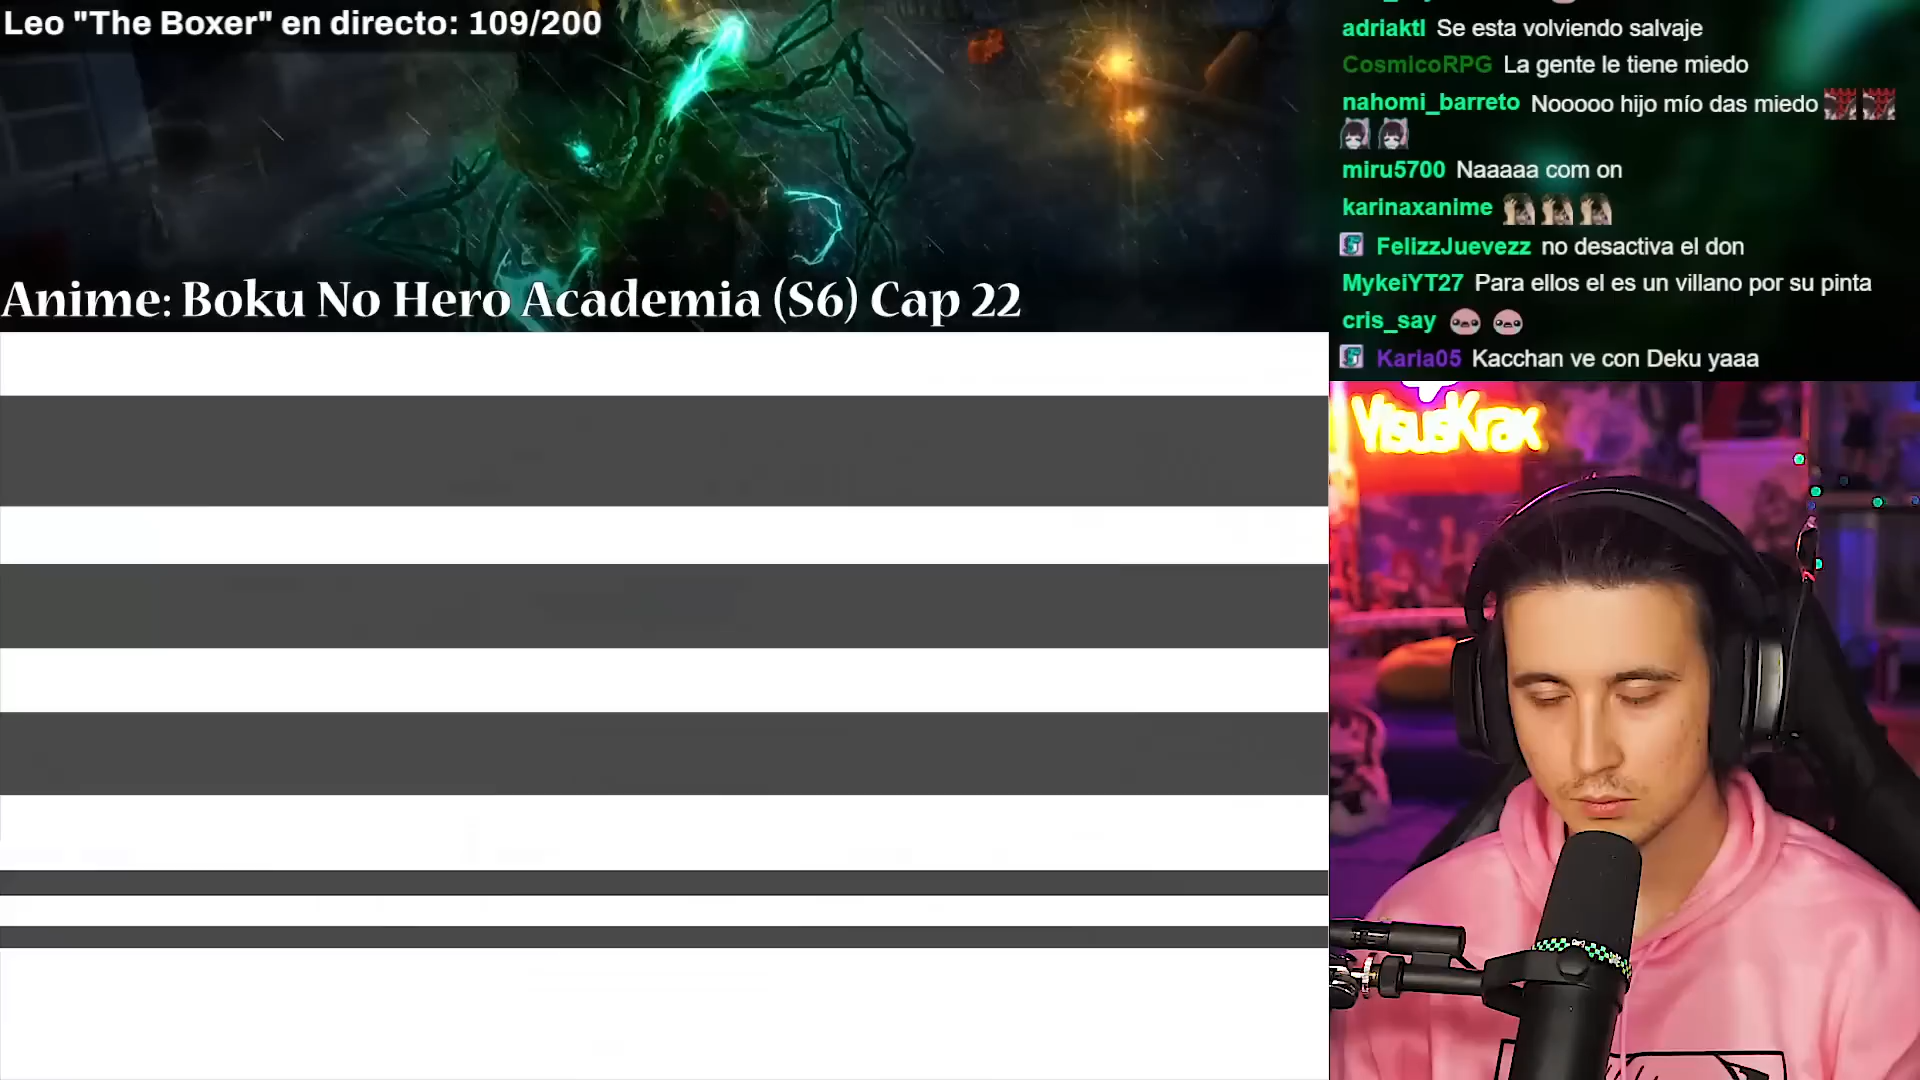 Leo "The Boxer" en directo: 109/200
Anime: Boku No Hero Academia (S6) Cap 22
adriaktl Se esta volviendo salvaje
CosmicoRPG La gente le tiene miedo
nahomi_barreto Nooooo hijo mío das miedo
miru5700 Naaaaa com on
karinaxanime
FelizzJuevezz no desactiva el don
MykeiYT27 Para ellos el es un villano por su pinta
cris_say
Karla05 Kacchan ve con Deku yaaa
VisusKrax